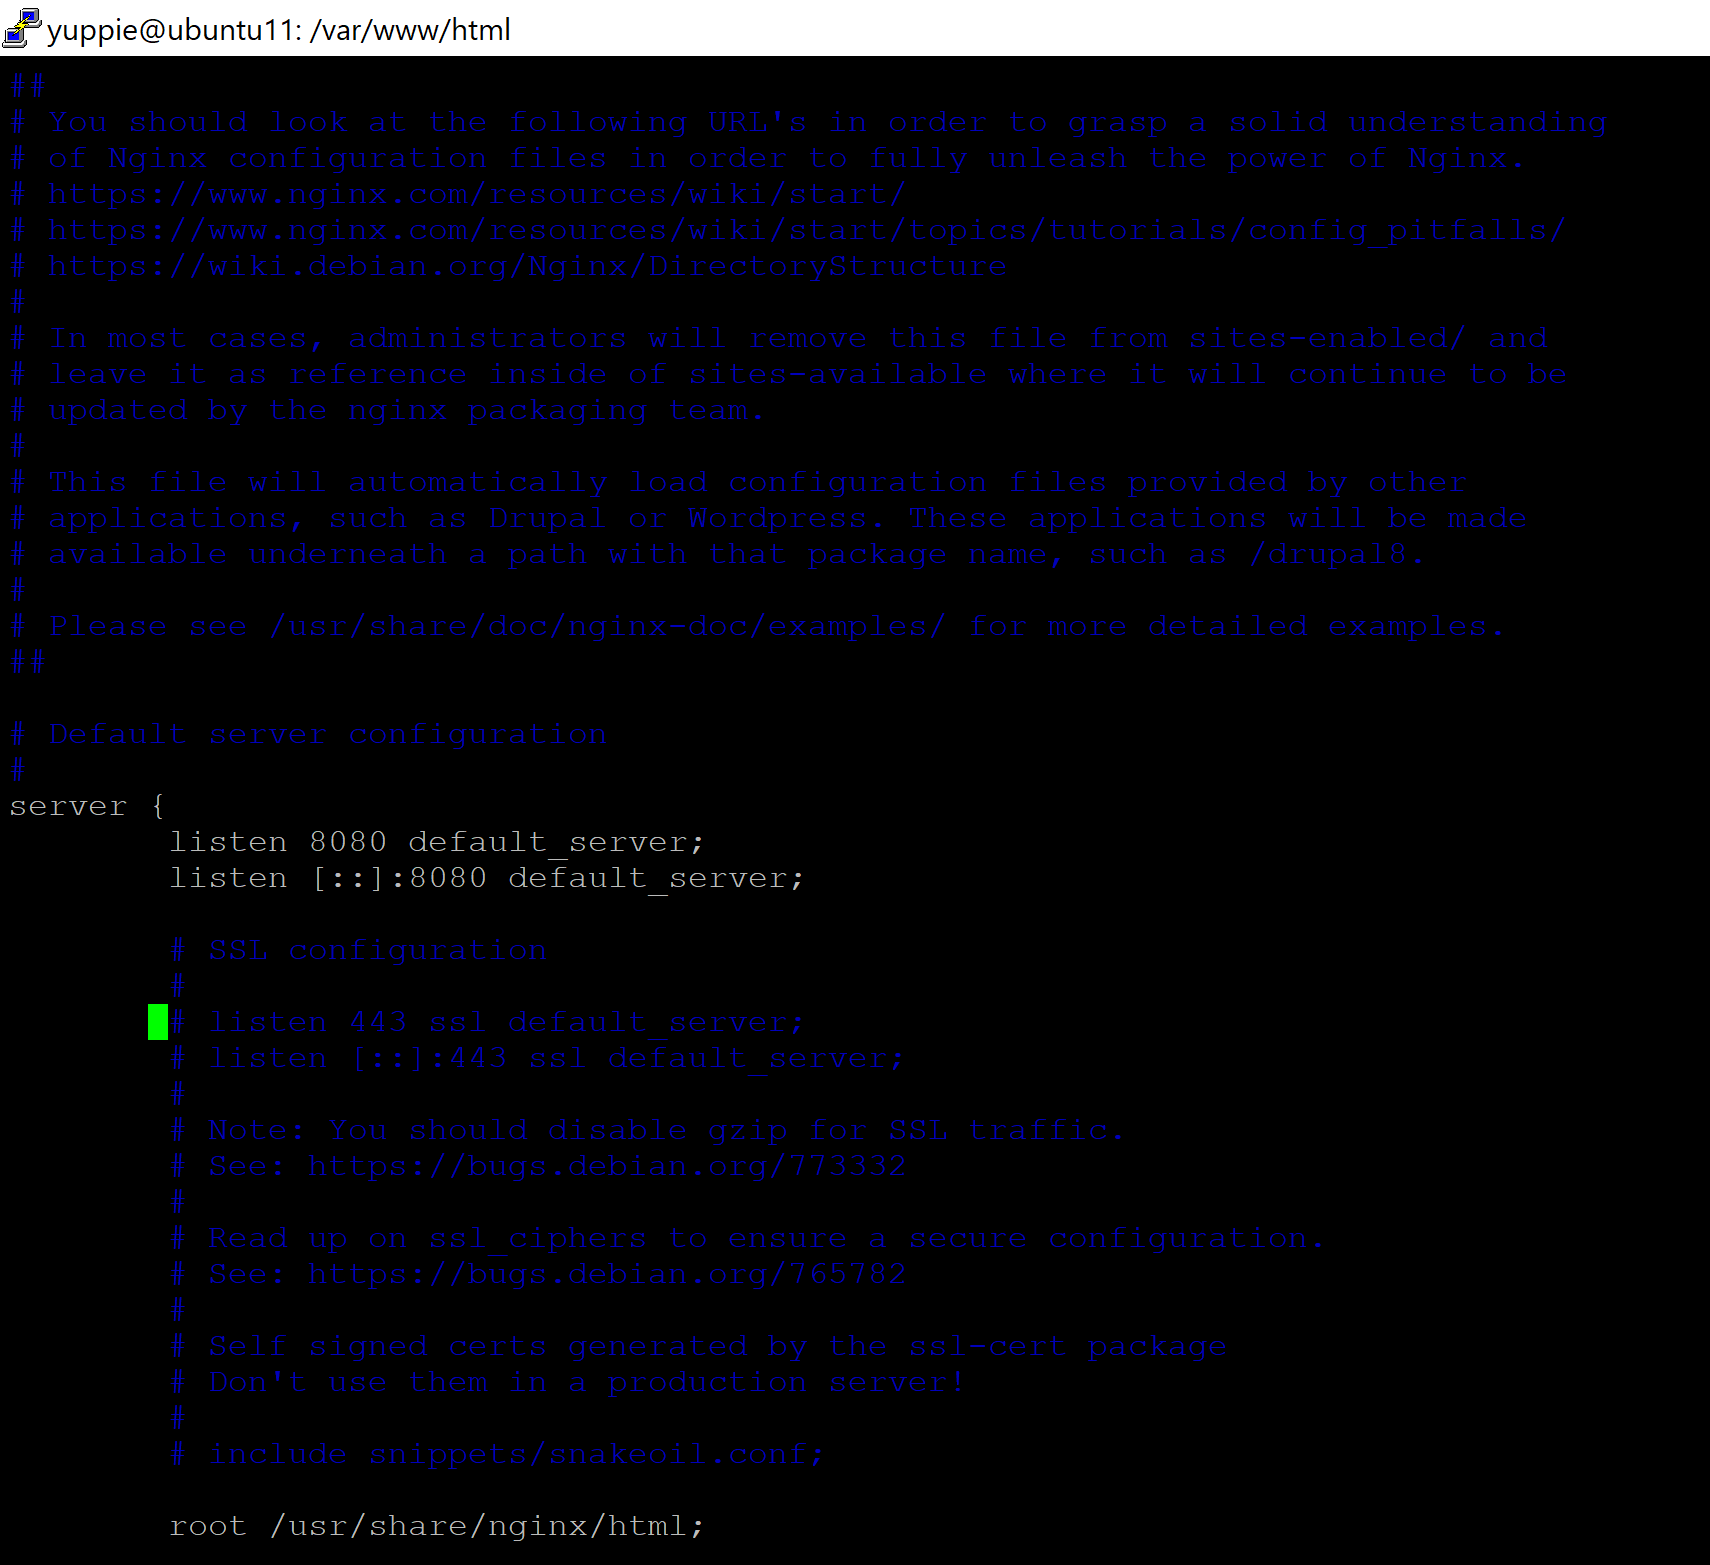 yuppie@ubuntu11: /var/www/html
##
# You should look at the following URL's in order to grasp a solid understanding
# of Nginx configuration files in order to fully unleash the power of Nginx.
# https://www.nginx.com/resources/wiki/start/
# https://www.nginx.com/resources/wiki/start/topics/tutorials/config_pitfalls/
# https://wiki.debian.org/Nginx/DirectoryStructure
#
# In most cases, administrators will remove this file from sites-enabled/ and
# leave it as reference inside of sites-available where it will continue to be
# updated by the nginx packaging team.
#
# This file will automatically load configuration files provided by other
# applications, such as Drupal or Wordpress. These applications will be made
# available underneath a path with that package name, such as /drupal8.
#
# Please see /usr/share/doc/nginx-doc/examples/ for more detailed examples.
##
# Default server configuration
#
server {
listen 8080 default_server;
listen [::]:8080 default_server;
# SSL configuration
#
# listen 443 ssl default_server;
# listen [::]:443 ssl default_server;
#
# Note: You should disable gzip for SSL traffic.
# See: https://bugs.debian.org/773332
#
# Read up on ssl_ciphers to ensure a secure configuration.
# See: https://bugs.debian.org/765782
#
# Self signed certs generated by the ssl-cert package
# Don't use them in a production server!
#
# include snippets/snakeoil.conf;
root /usr/share/nginx/html;